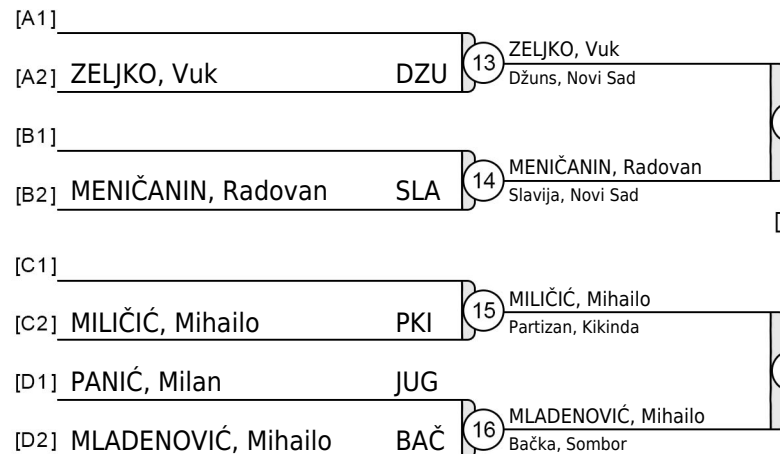 [A1]
[A2] ZELJKO, Vuk DZU
13
ZELJKO, Vuk
Džuns, Novi Sad
[B1]
[B2] MENIČANIN, Radovan SLA
14
MENIČANIN, Radovan
Slavija, Novi Sad
[C1]
[C2] MILIČIĆ, Mihailo PKI
15
MILIČIĆ, Mihailo
Partizan, Kikinda
[D1] PANIĆ, Milan JUG
[D2] MLADENOVIĆ, Mihailo BAČ
16
MLADENOVIĆ, Mihailo
Bačka, Sombor
[